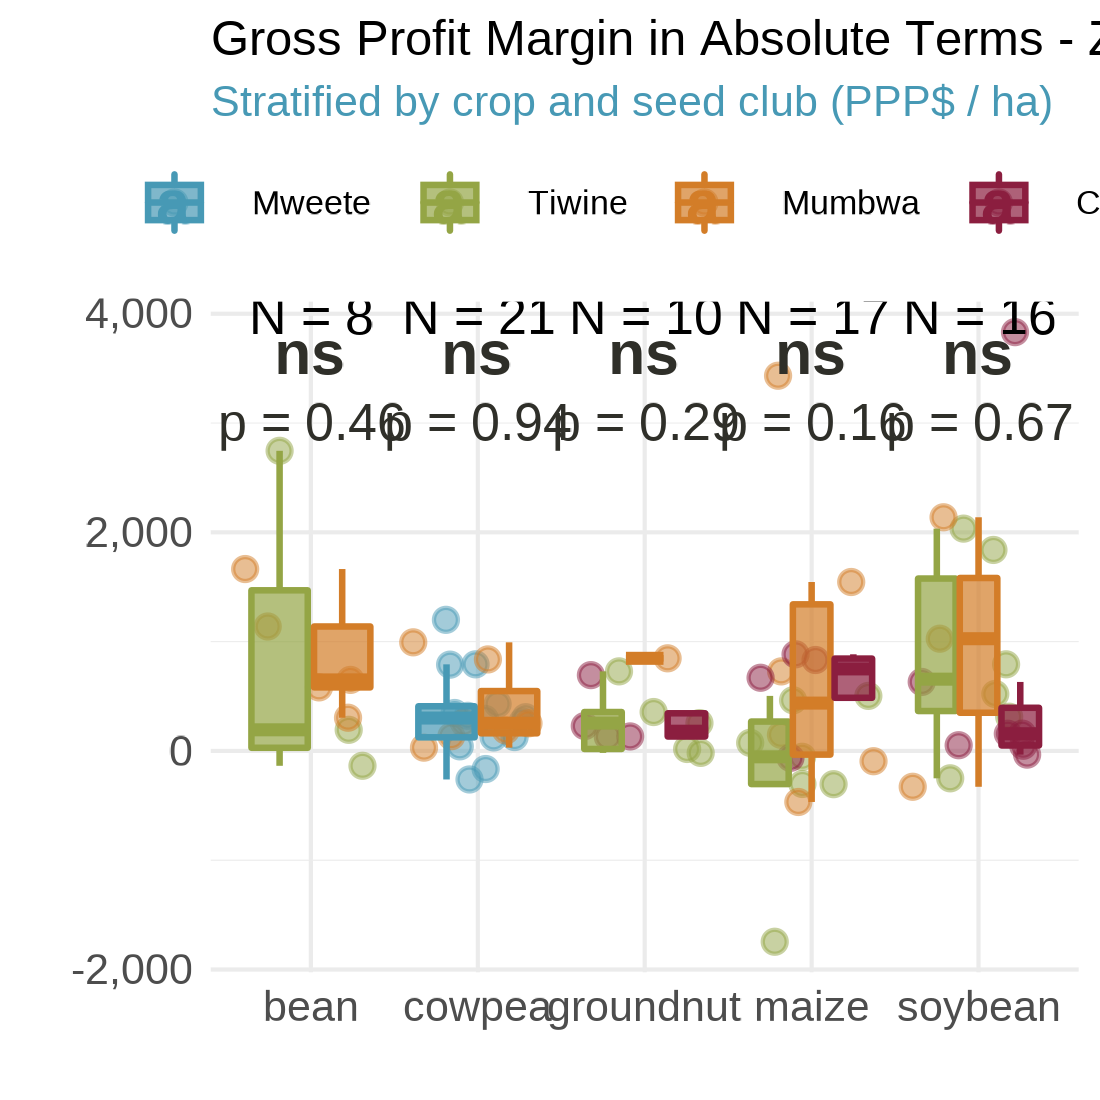 Gross Profit Margin in Absolute Terms - Z
Stratified by crop and seed club (PPP$ / ha)
Mweete Tiwine Mumbwa C
4,000
N = 8 N = 21 N = 10 N = 17 N = 16
ns ns ns ns ns
p = 0.46 p = 0.94 p = 0.29 p = 0.16 p = 0.67
2,000
0
-2,000
bean cowpea groundnut maize soybean